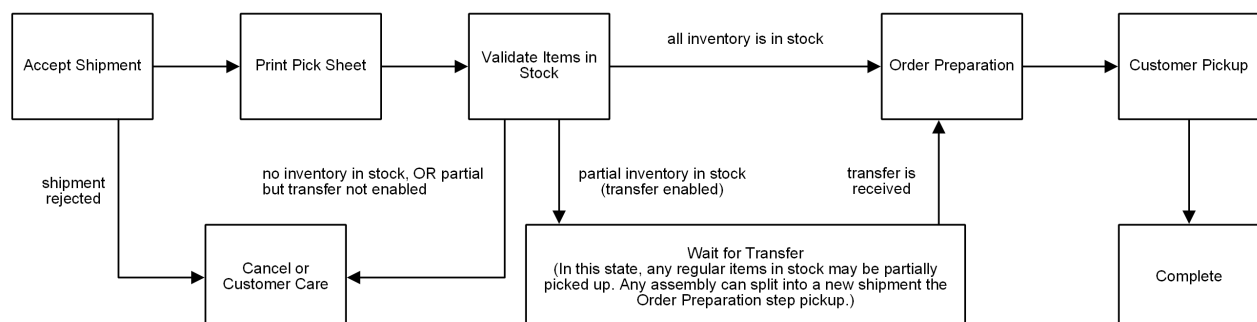 Accept Shipment
Print Pick Sheet
Validate Items in
Stock
all inventory is in stock
Order Preparation
Customer Pickup
shipment
rejected
no inventory in stock, OR partial
but transfer not enabled
partial inventory in stock
(transfer enabled)
transfer is
received
Cancel or
Customer Care
Wait for Transfer
(In this state, any regular items in stock may be partially
picked up. Any assembly can split into a new shipment the
Order Preparation step pickup.)
Complete